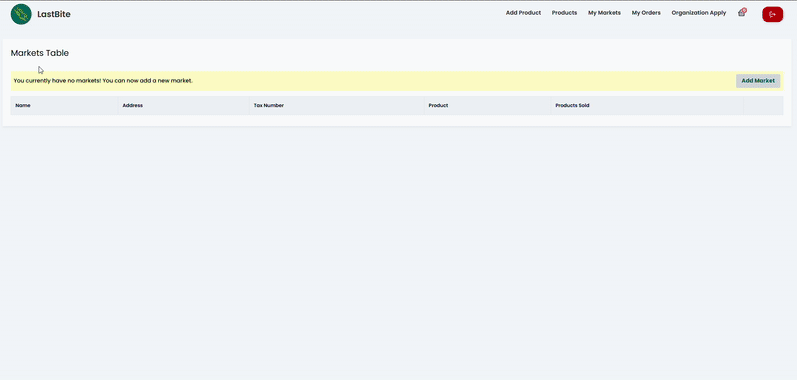 LastBite
Add Product Products My Markets My Orders Organization Apply
Markets Table
You currently have no markets! You can now add a new market. Add Market
Name Address Tax Number Product Products Sold